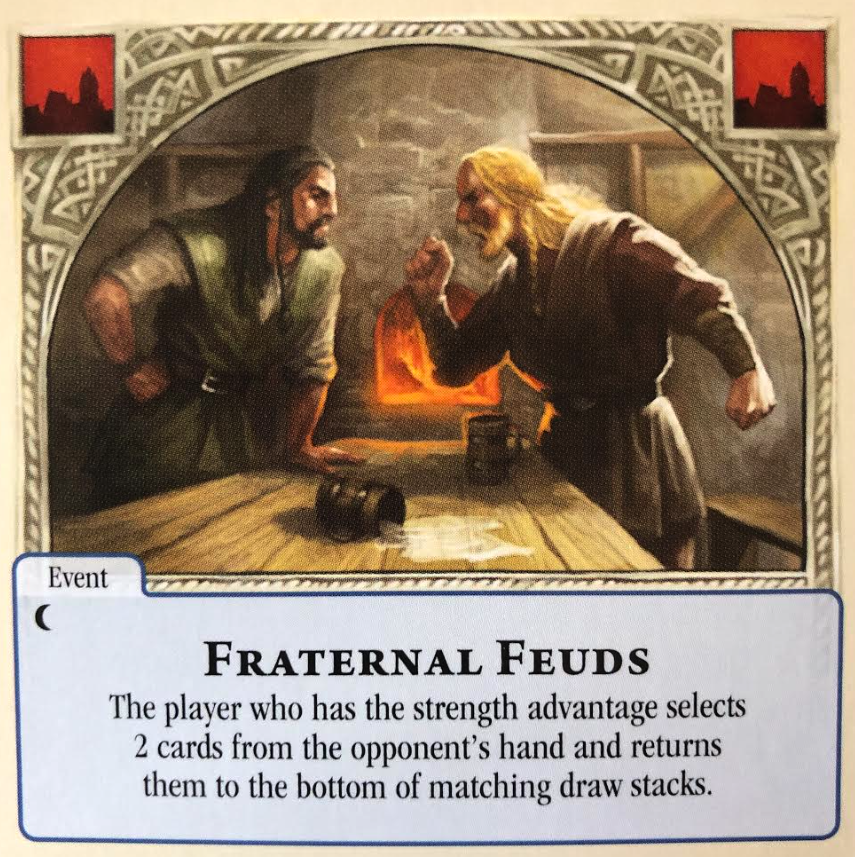 Event
FRATERNAL FEUDS
The player who has the strength advantage selects
2 cards from the opponent's hand and returns
them to the bottom of matching draw stacks.